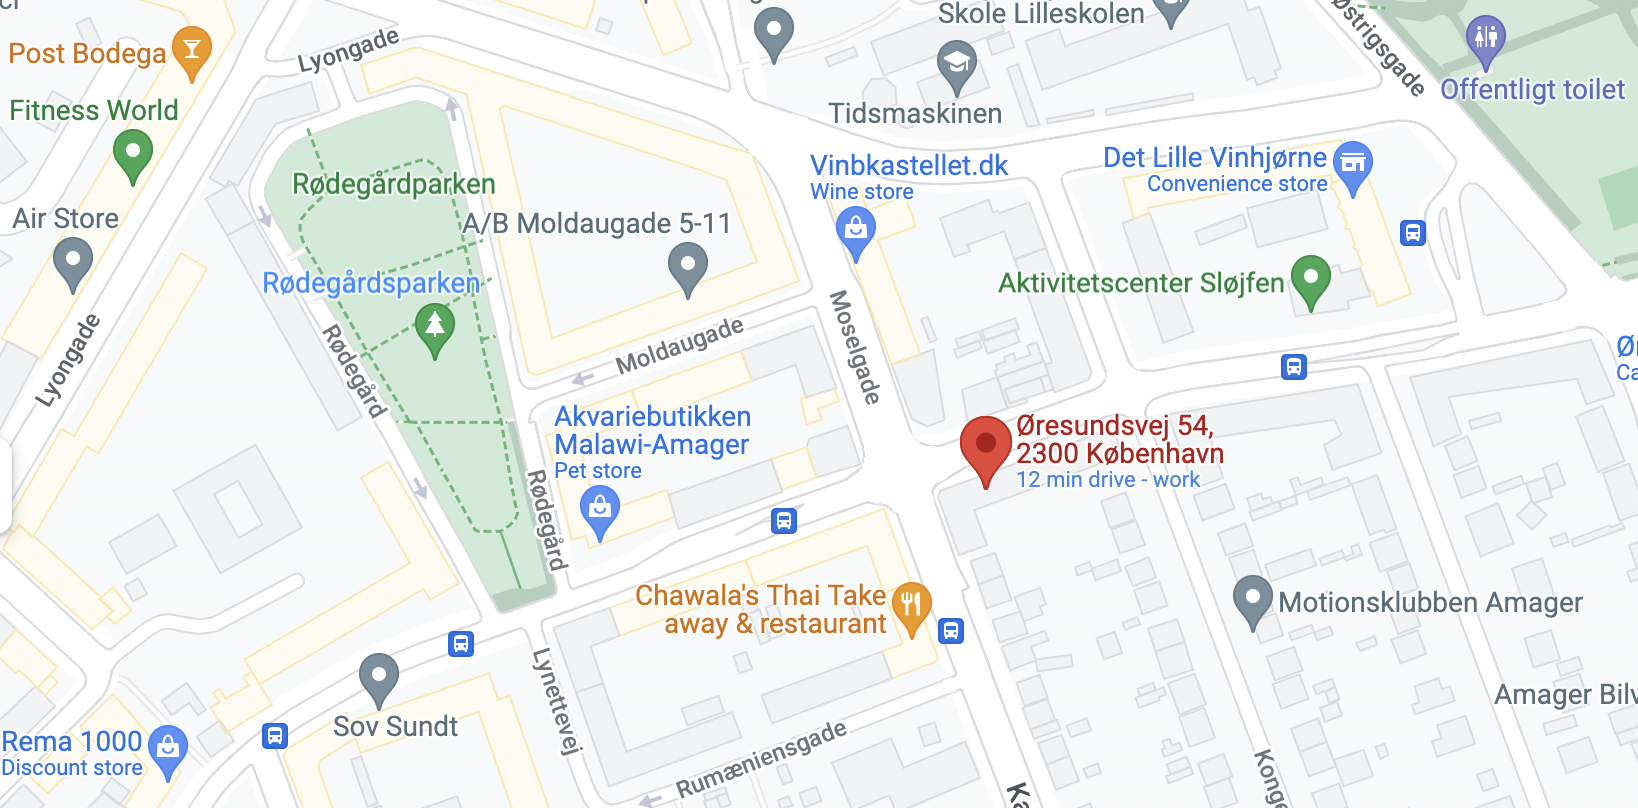 Skole Lilleskolen
Østrigsgade
Lyongade
Post Bodega
Offentligt toilet
Fitness World
Tidsmaskinen
Vinbkastellet.dk
Wine store
Det Lille Vinhjørne
Convenience store
Rødegårdparken
Air Store
A/B Moldaugade 5-11
Rødegårdsparken
Aktivitetscenter Sløjfen
Moselgade
Moldaugade
Lyongade
Rødegård
Akvariebutikken
Malawi-Amager
Pet store
Øresundsvej 54,
2300 København
12 min drive - work
Rødegård
Chawala's Thai Take
away & restaurant
Motionsklubben Amager
Lynettevej
Sov Sundt
Rumæniensgade
Rema 1000
Discount store